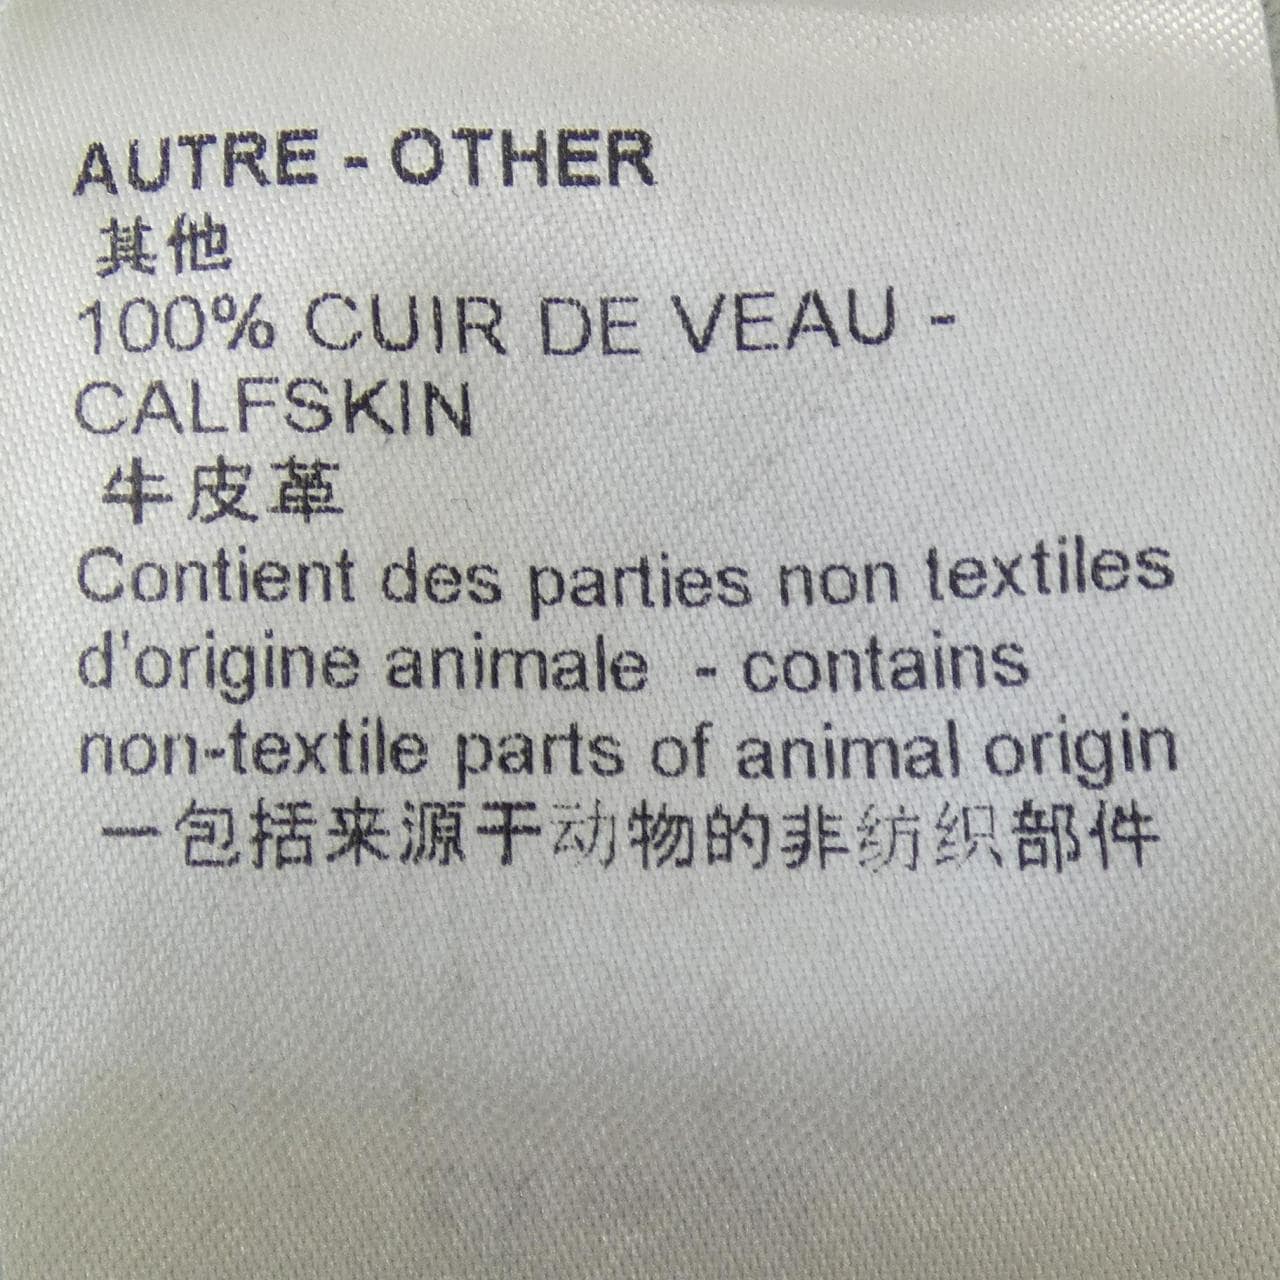 AUTRE - OTHER
其他
100% CUIR DE VEAU -
CALFSKIN
牛皮革
Contient des parties non textiles
d'origine animale - contains
non-textile parts of animal origin
一包括来源于动物的非纺织部件